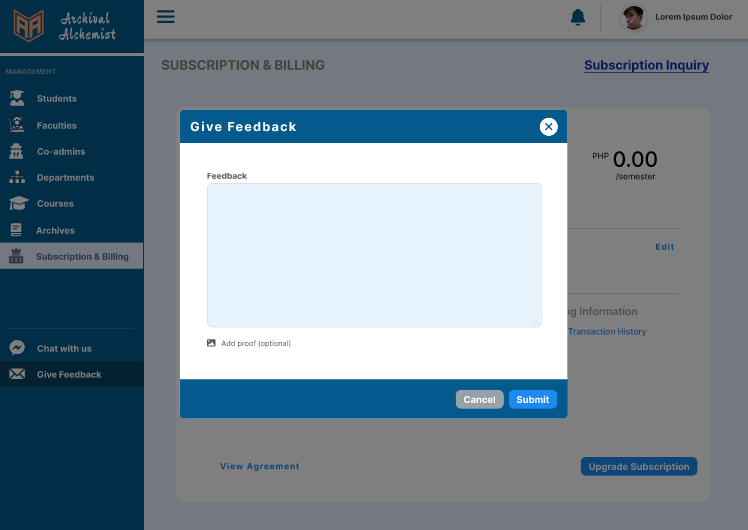 Archival
Alchemist
MANAGEMENT
Students
Faculties
Co-admins
Departments
Courses
Archives
Subscription & Billing
Chat with us
Give Feedback
Lorem Ipsum Dolor
SUBSCRIPTION & BILLING
Subscription Inquiry
Give Feedback
Feedback
Add proof (optional)
Cancel
Submit
PHP 0.00
/semester
Edit
Information
Transaction History
View Agreement
Upgrade Subscription